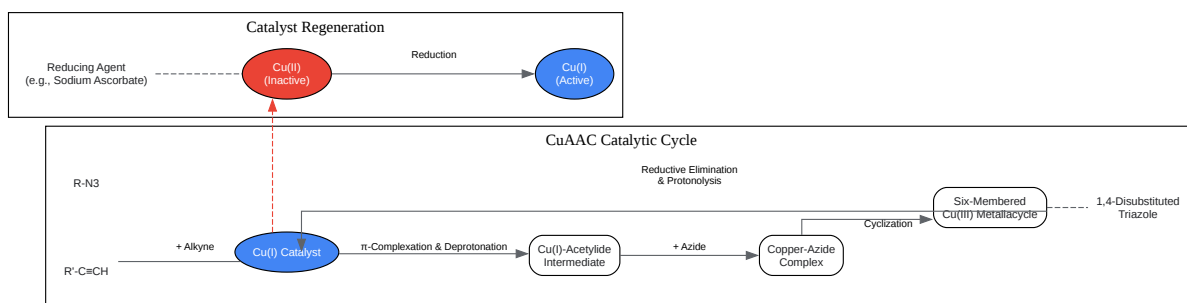 Catalyst Regeneration
Reducing Agent
(e.g., Sodium Ascorbate)
Cu(II)
(Inactive)
Reduction
Cu(I)
(Active)
CuAAC Catalytic Cycle
R-N3
Reductive Elimination
& Protonolysis
Six-Membered
Cu(III) Metallacycle
1,4-Disubstituted
Triazole
Cyclization
+ Alkyne
R'-C≡CH
Cu(I) Catalyst
π-Complexation & Deprotonation
Cu(I)-Acetylide
Intermediate
+ Azide
Copper-Azide
Complex